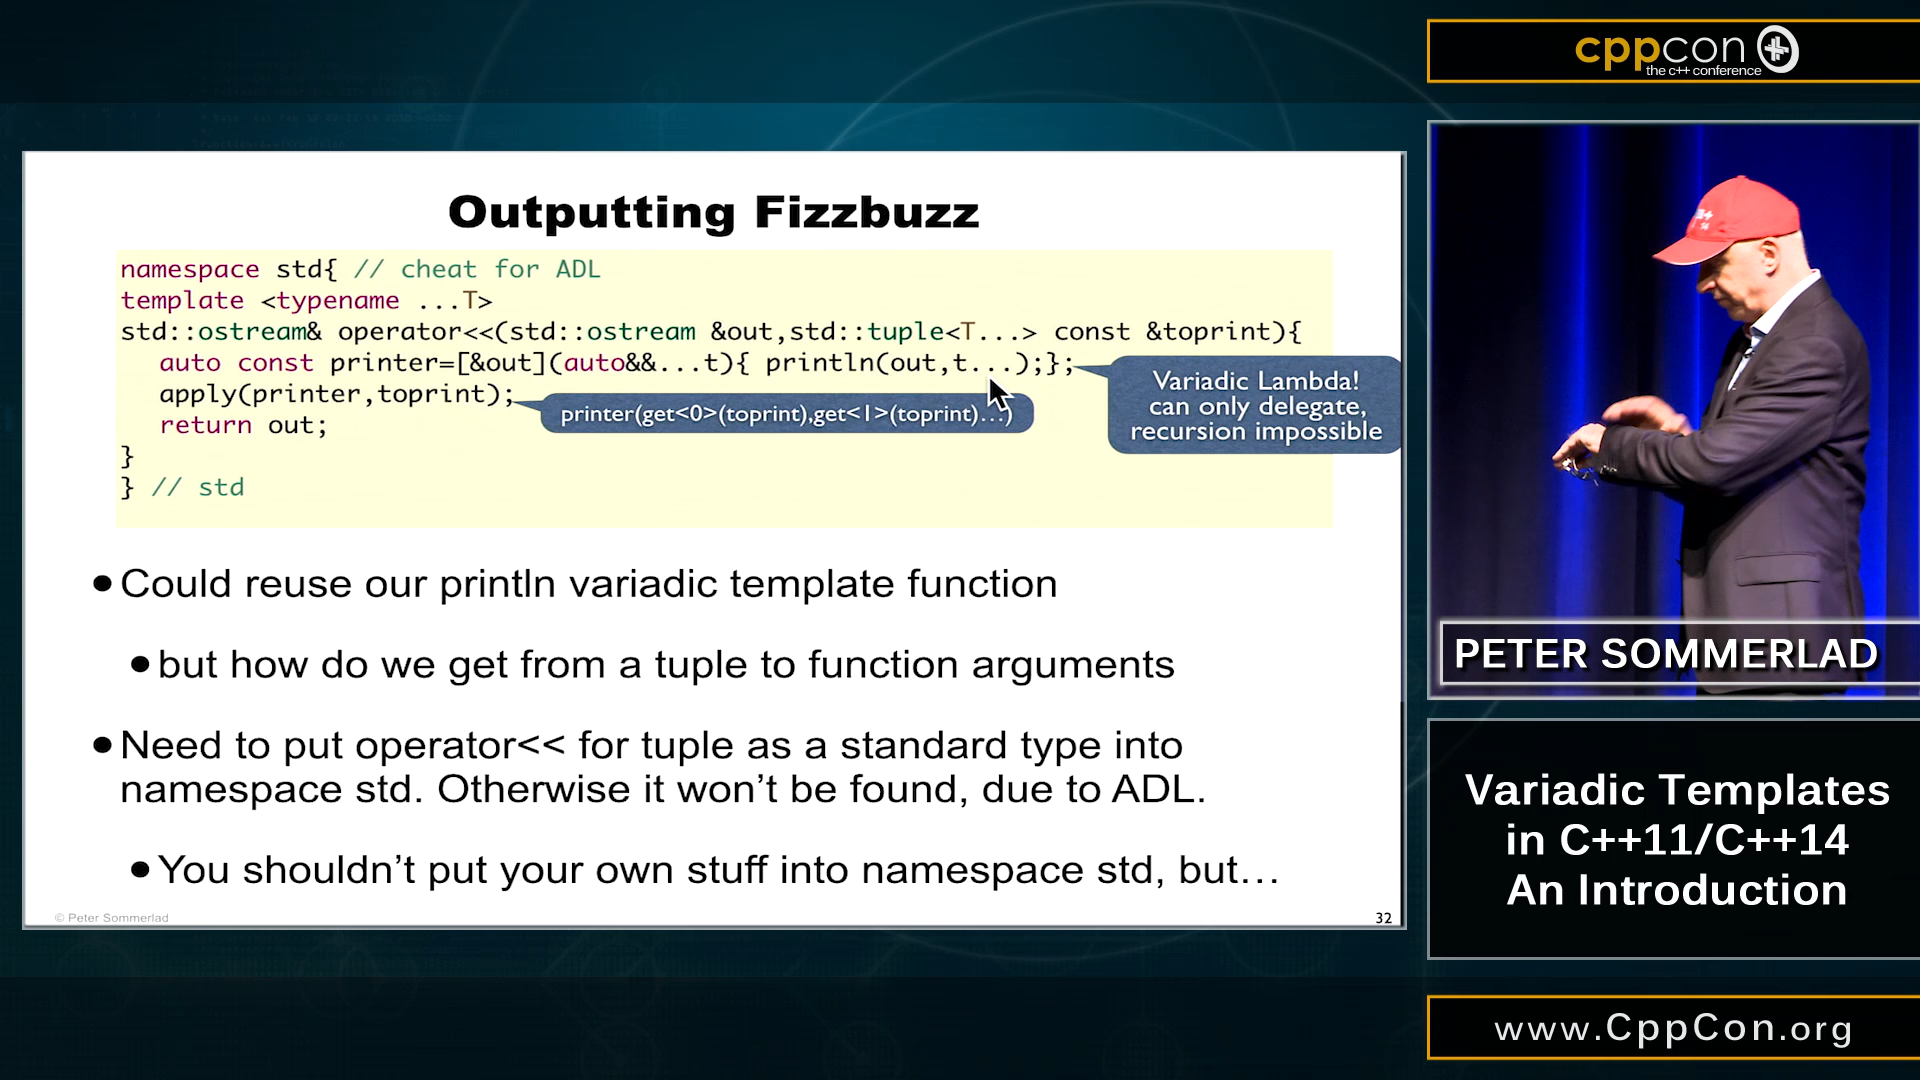 cppcon
the c++ conference
Outputting Fizzbuzz
namespace std{ // cheat for ADL
template <typename ...T>
std::ostream& operator<<(std::ostream &out,std::tuple<T...> const &toprint){
auto const printer=[&out](auto&&...t){ println(out,t...);};
apply(printer,toprint);
return out;
}
} // std
printer(get<0>(toprint),get<1>(toprint)...)
Variadic Lambda!
can only delegate,
recursion impossible
•Could reuse our println variadic template function
•but how do we get from a tuple to function arguments
•Need to put operator<< for tuple as a standard type into
namespace std. Otherwise it won’t be found, due to ADL.
•You shouldn’t put your own stuff into namespace std, but…
© Peter Sommerlad
32
PETER SOMMERLAD
Variadic Templates
in C++11/C++14
An Introduction
www.CppCon.org